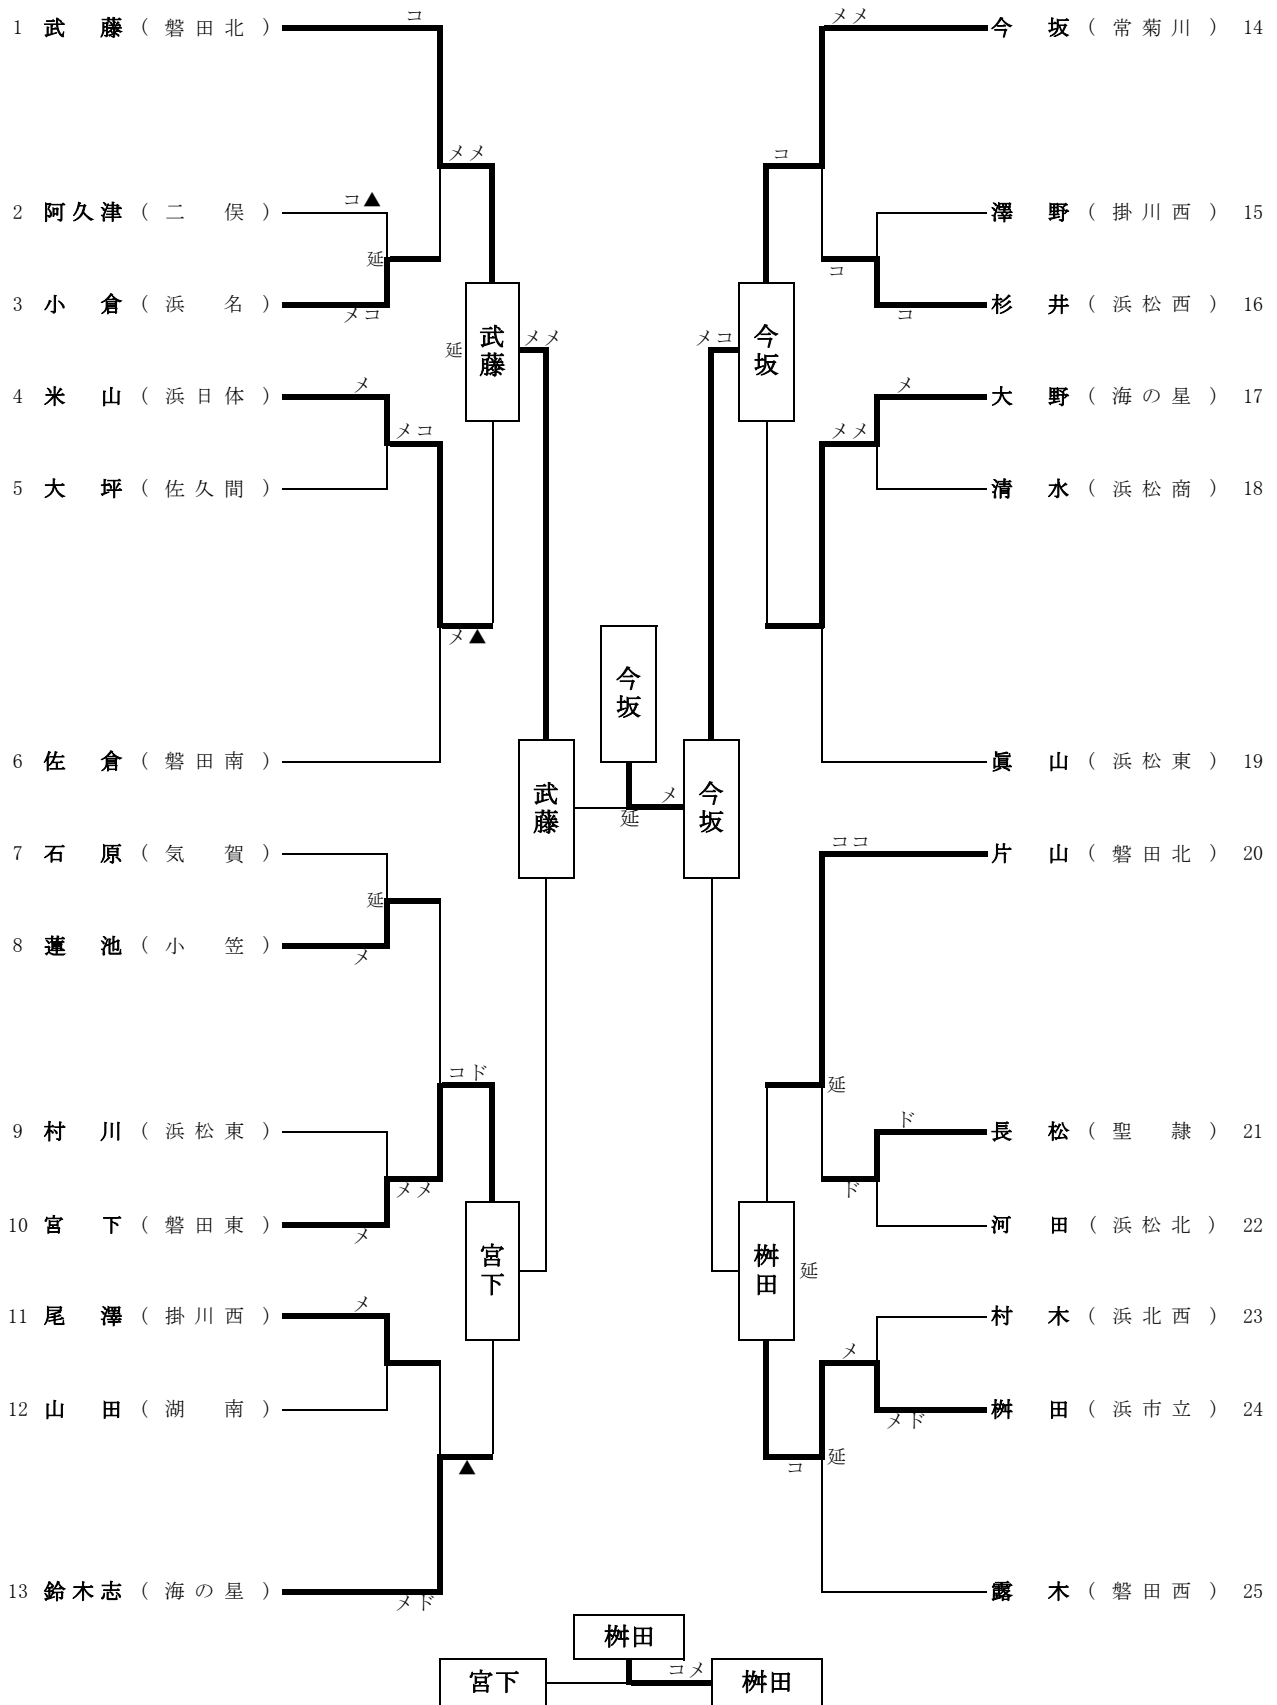 1 武藤 ( 磐田北 )
コ
メメ
2 阿久津 ( 二俣 )
コ▲
延
3 小倉 ( 浜名 )
メコ
武藤
延
メメ
4 米山 ( 浜日体 )
メ
メコ
5 大坪 ( 佐久間 )
メ▲
6 佐倉 ( 磐田南 )
武藤
7 石原 ( 気賀 )
延
8 蓮池 ( 小笠 )
メ
コド
9 村川 ( 浜松東 )
メメ
10 宮下 ( 磐田東 )
メ
宮下
11 尾澤 ( 掛川西 )
メ
12 山田 ( 湖南 )
▲
13 鈴木志 ( 海の星 )
メド
今坂
メ
延
メメ
今坂 ( 常菊川 ) 14
コ
澤野 ( 掛川西 ) 15
コ
杉井 ( 浜松西 ) 16
コ
今坂
メコ
メ
大野 ( 海の星 ) 17
メメ
清水 ( 浜松商 ) 18
眞山 ( 浜松東 ) 19
今坂
ココ
片山 ( 磐田北 ) 20
延
ド
長松 ( 聖隷 ) 21
ド
河田 ( 浜松北 ) 22
桝田
延
村木 ( 浜北西 ) 23
メ
桝田 ( 浜市立 ) 24
メド
延
コ
露木 ( 磐田西 ) 25
桝田
宮下
コメ
桝田